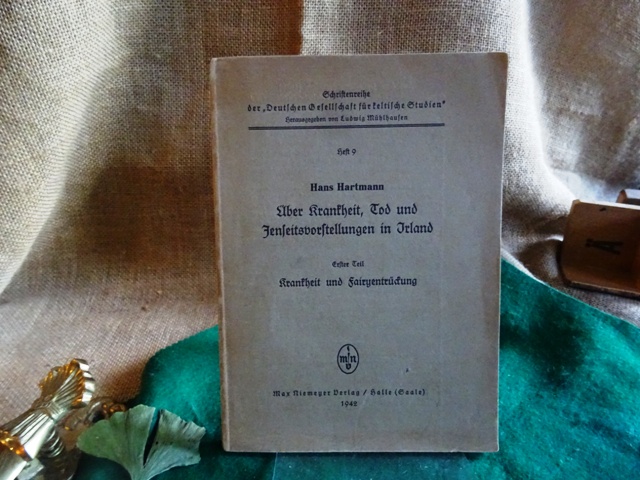 Schriftenreihe
der „Deutschen Gesellschaft für keltische Studien"
Herausgegeben von Ludwig Mühlhausen
Heft 9
Hans Hartmann
Über Krankheit, Tod und
Jenseitsvorstellungen in Irland
Erster Teil
Krankheit und Fairyentrückung
Max Niemeyer Verlag / Halle (Saale)
1942
A